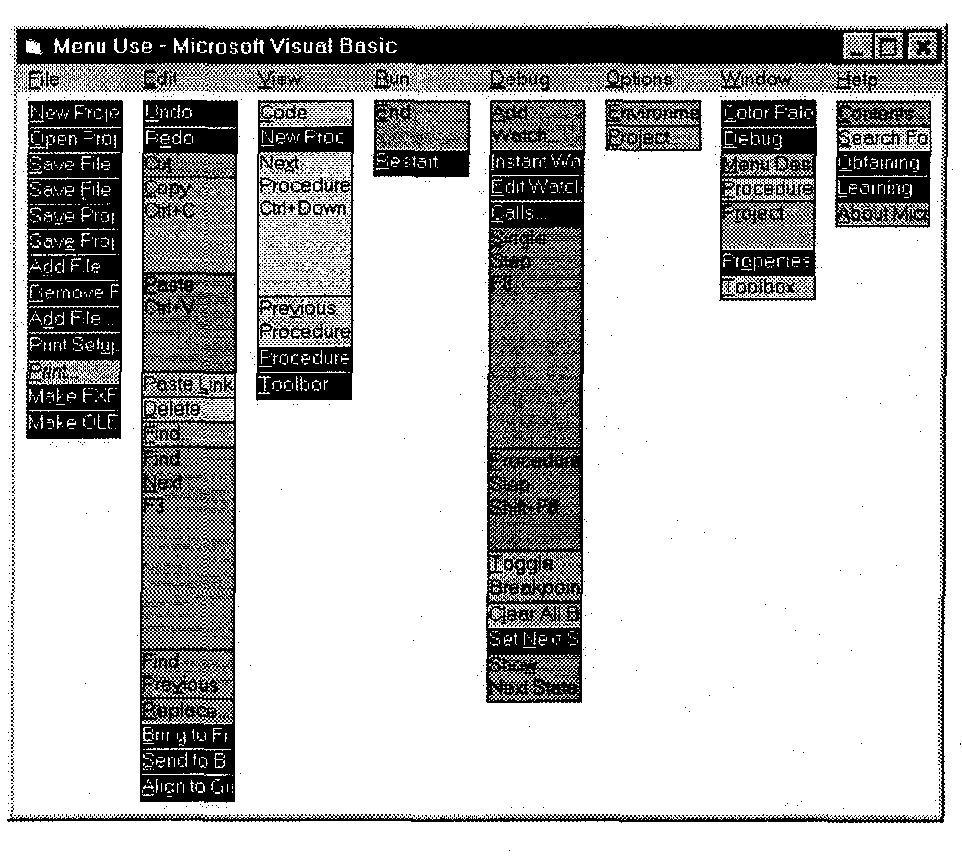 Menu Use - Microsoft Visual Basic
File Edit View Run Debug Options Window Help
New Proje
Open Proj
Save File
Save File
Save Proj
Save Proj
Add File
Remove F
Add File...
Print Setup
Print...
Make EXE
Make OLE
Undo
Redo
Cut
Copy
Ctrl+C
Paste
Ctrl+V
Paste Link
Delete
Find...
Find
Next
F3
Find
Previous
Replace...
Bring to Fr
Send to B
Align to Gri
Code
New Proc
Next
Procedure
Ctrl+Down
Previous
Procedure
Procedure
Toolbar
End
Restart
Add
Watch
Instant Wa
Edit Watch
Calls...
Single
Step
F8
Procedure
Step
Shift+F8
Toggle
Breakpoin
Clear All B
Set Next S
Show
Next State
Environme
Project
Color Pale
Debug
Menu Des
Procedure
Project
Properties
Toolbox
Contents
Search Fo
Obtaining
Learning
About Micr